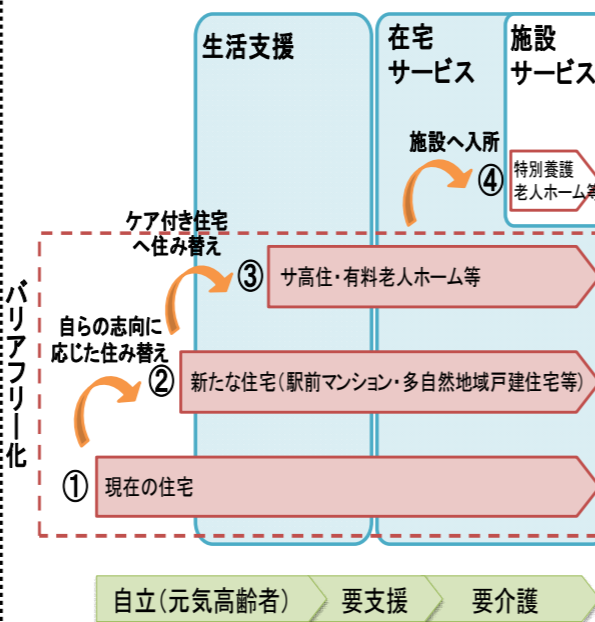 生活支援
在宅
サービス
施設
サービス
施設へ入所
④
特別養護
老人ホーム等
ケア付き住宅
へ住み替え
③
サ高住・有料老人ホーム等
バリアフリー化
自らの志向に
応じた住み替え
②
新たな住宅(駅前マンション・多自然地域戸建住宅等)
①
現在の住宅
自立(元気高齢者)
要支援
要介護